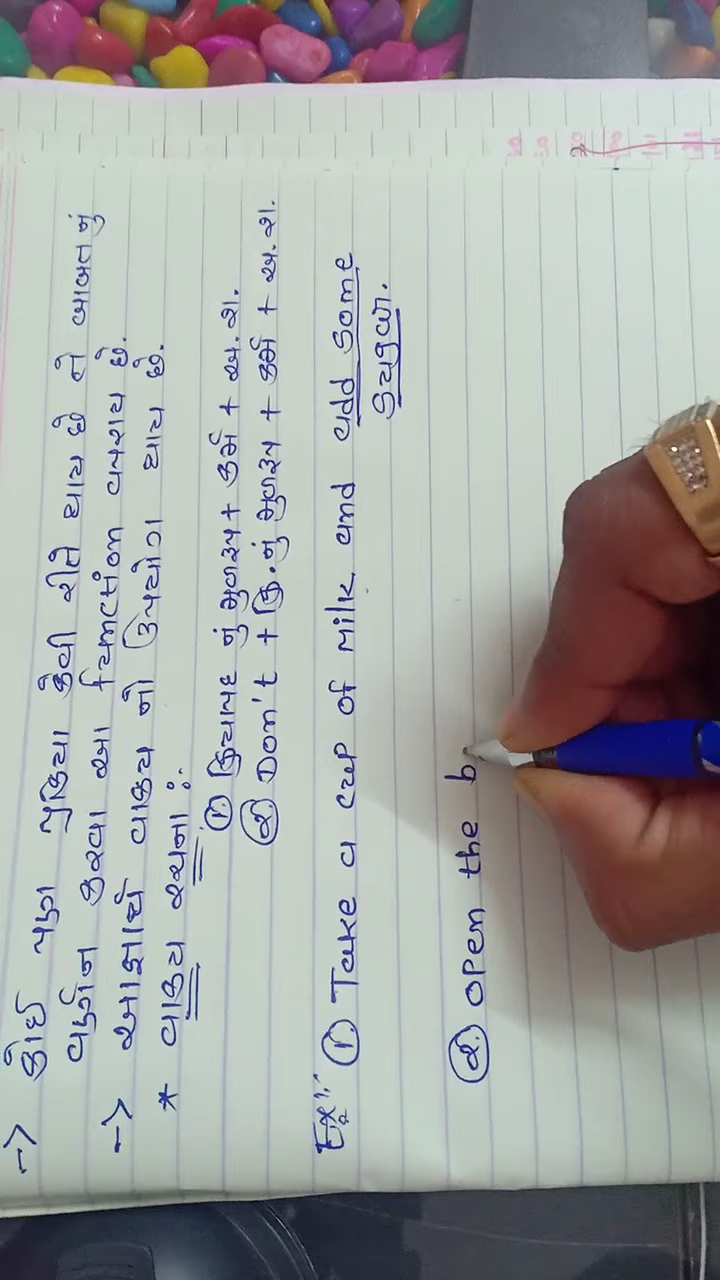 -> કોઈ પણ પ્રક્રિયા કેવી રીતે થાય છે તે બાબત નું
વર્ણન કરવા આ Function વપરાય છે.
-> આજ્ઞાર્થ વાક્ય નો ઉપયોગ થાય છે.
* વાક્ય રચના :
① ક્રિયાપદ નું મુળરૂપ + કર્મ + અ.શ.
② Don't + ક્રિ.નું મુળરૂપ + કર્મ + અ.શ.
Ex:- ① Take a cup of milk and add some
② open the b